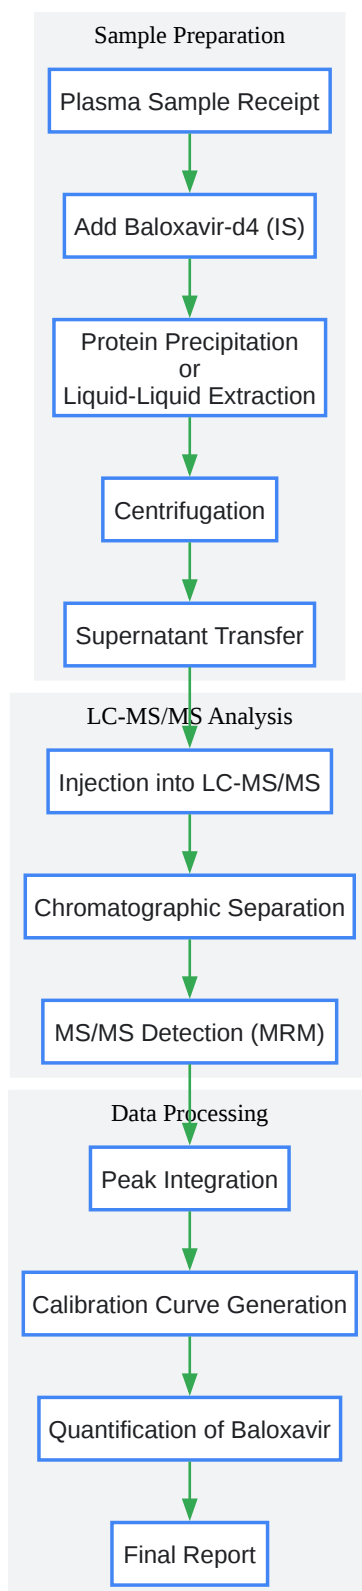 Sample Preparation
Plasma Sample Receipt
Add Baloxavir-d4 (IS)
Protein Precipitation
or
Liquid-Liquid Extraction
Centrifugation
Supernatant Transfer
LC-MS/MS Analysis
Injection into LC-MS/MS
Chromatographic Separation
MS/MS Detection (MRM)
Data Processing
Peak Integration
Calibration Curve Generation
Quantification of Baloxavir
Final Report